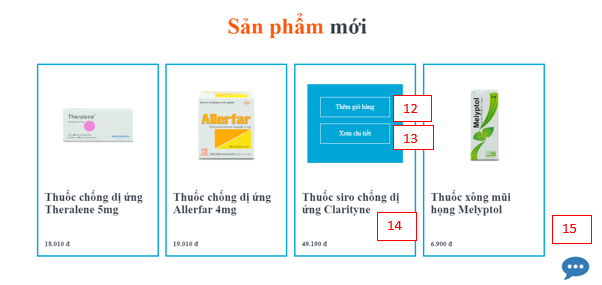 Sản phẩm mới
Theralene
Allerfar
Thêm giỏ hàng
12
Xem chi tiết
13
Melyptol
Thuốc chống dị ứng
Theralene 5mg
18.010 đ
Thuốc chống dị ứng
Allerfar 4mg
19.010 đ
Thuốc siro chống dị
ứng Clarityne
14
49.190 đ
Thuốc xông mũi
họng Melyptol
6.900 đ
15